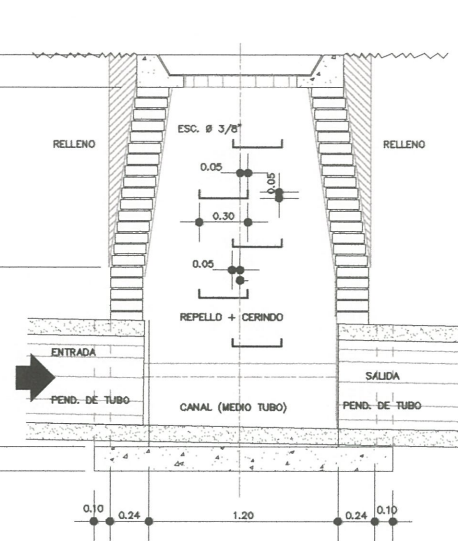 ESC. Ø 3/8"
RELLENO
RELLENO
0.05
0.05
0.30
0.05
REPELLO + CERINDO
ENTRADA
SALIDA
PEND. DE TUBO
CANAL (MEDIO TUBO)
PEND. DE TUBO
0.10
0.24
1.20
0.24
0.10